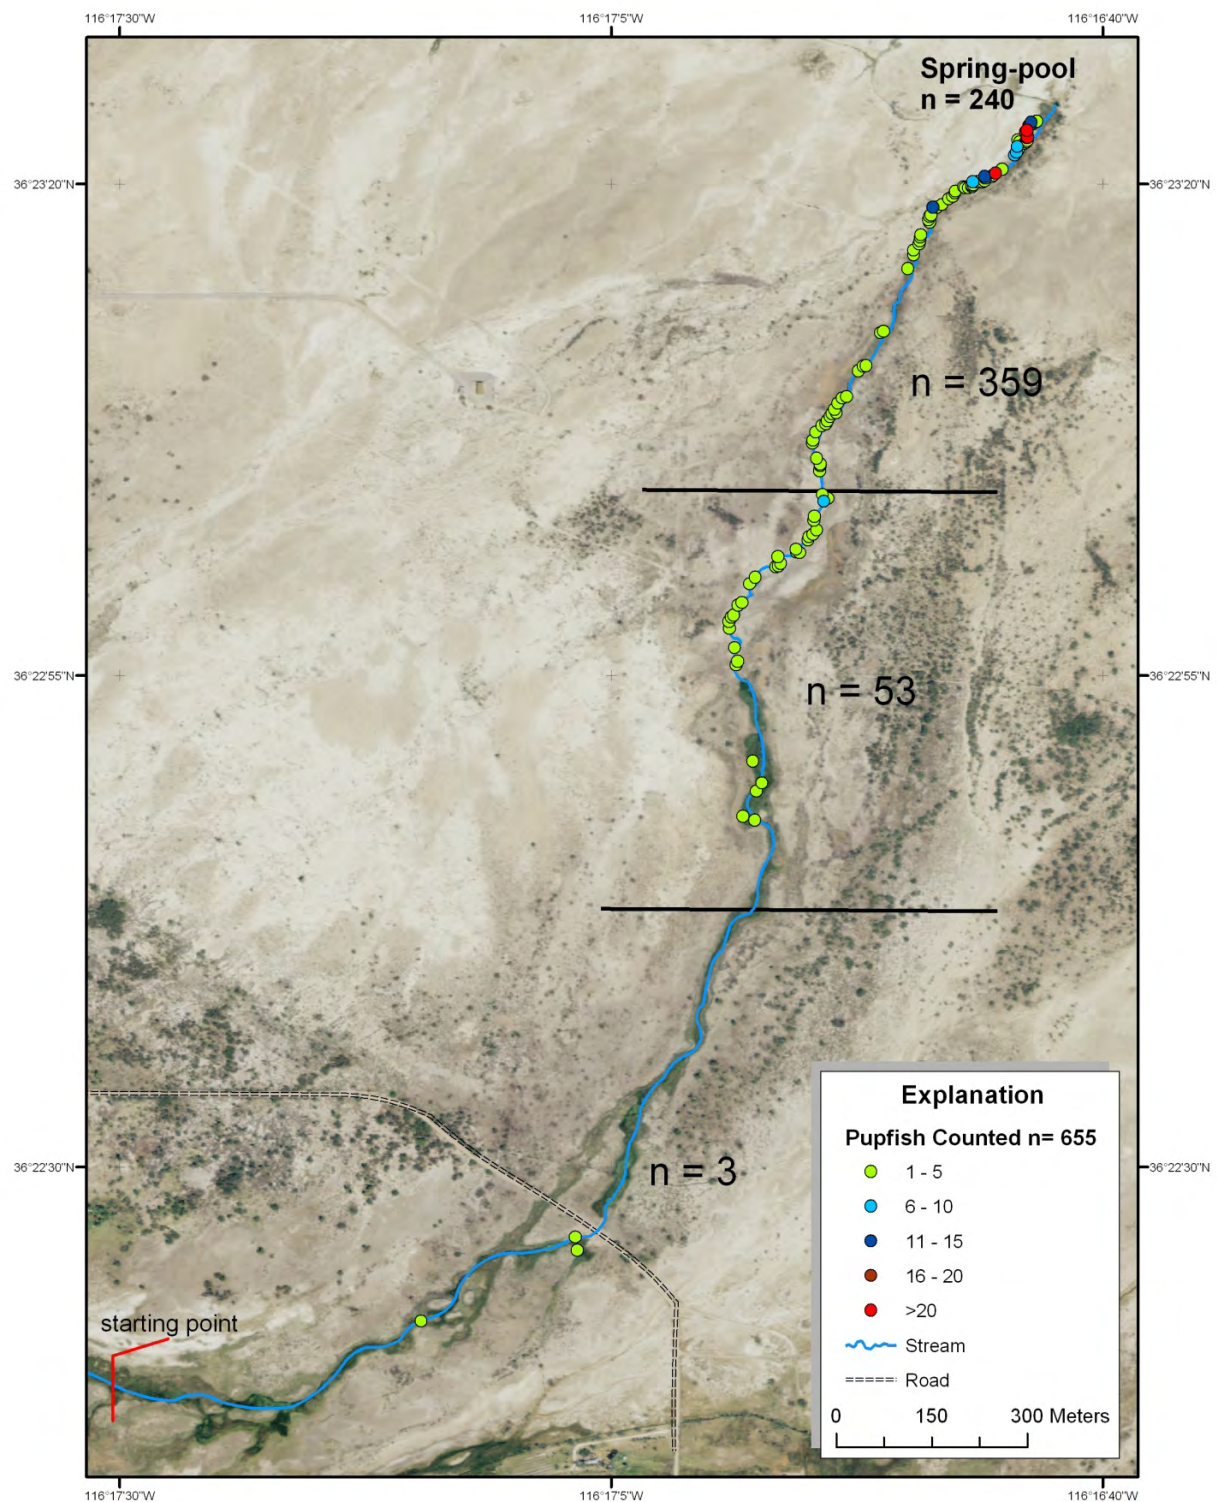 116°17'30"W
116°17'5"W
116°16'40"W
Spring-pool
n = 240
36°23'20"N
36°23'20"N
n = 359
36°22'55"N
36°22'55"N
n = 53
Explanation
Pupfish Counted n= 655
1 - 5
6 - 10
11 - 15
16 - 20
>20
Stream
Road
0 150 300 Meters
36°22'30"N
36°22'30"N
n = 3
starting point
116°17'30"W
116°17'5"W
116°16'40"W